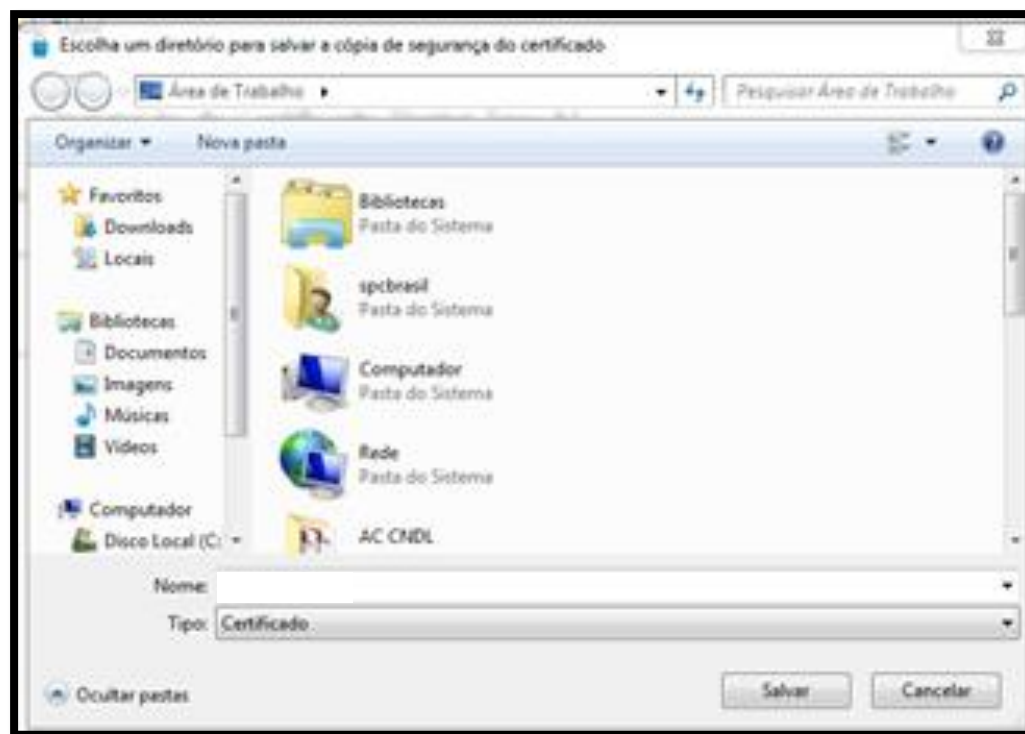 Escolha um diretório para salvar a cópia de segurança do certificado
Área de Trabalho
Pesquisar Área de Trabalho
Organizar
Nova pasta
Favoritos
Downloads
Locais
Bibliotecas
Documentos
Imagens
Músicas
Vídeos
Computador
Disco Local (C:
Bibliotecas
Pasta do Sistema
spcbrasil
Pasta do Sistema
Computador
Pasta do Sistema
Rede
Pasta do Sistema
AC CNDL
Nome:
Tipo: Certificado
Ocultar pastas
Salvar
Cancelar